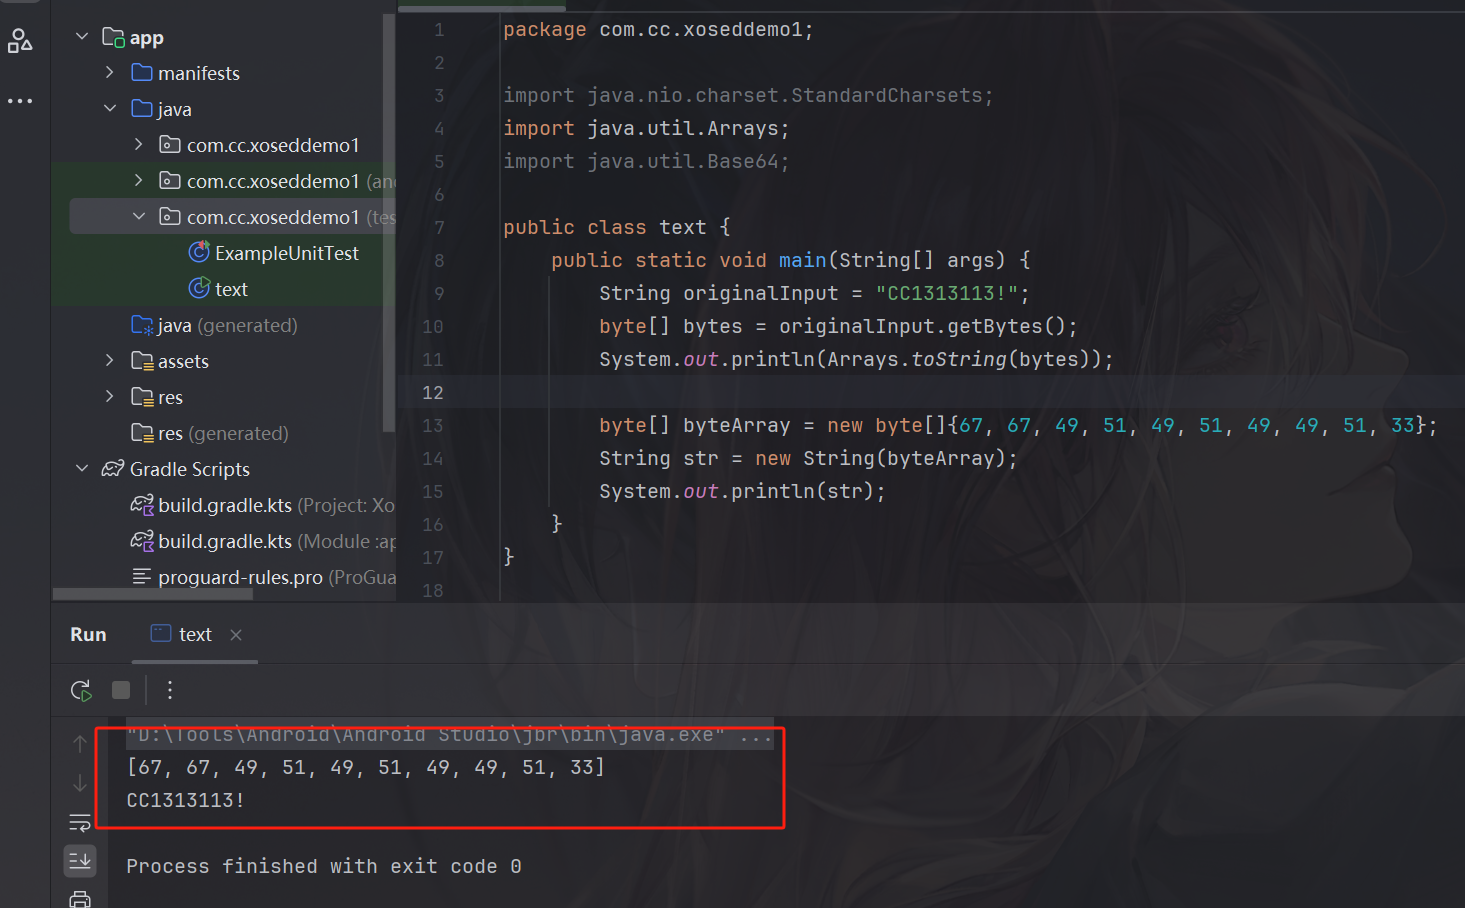 app
manifests
java
com.cc.xoseddemo1
com.cc.xoseddemo1 (and
com.cc.xoseddemo1 (tes
ExampleUnitTest
text
java (generated)
assets
res
res (generated)
Gradle Scripts
build.gradle.kts (Project: Xo
build.gradle.kts (Module :ap
proguard-rules.pro (ProGua
1 package com.cc.xoseddemo1;
2
3 import java.nio.charset.StandardCharsets;
4 import java.util.Arrays;
5 import java.util.Base64;
6
7 public class text {
8 public static void main(String[] args) {
9 String originalInput = "CC1313113!";
10 byte[] bytes = originalInput.getBytes();
11 System.out.println(Arrays.toString(bytes));
12
13 byte[] byteArray = new byte[]{67, 67, 49, 51, 49, 51, 49, 49, 51, 33};
14 String str = new String(byteArray);
15 System.out.println(str);
16 }
17 }
18
Run text
"D:\Tools\Android\Android Studio\jbr\bin\java.exe" ...
[67, 67, 49, 51, 49, 51, 49, 49, 51, 33]
CC1313113!
Process finished with exit code 0